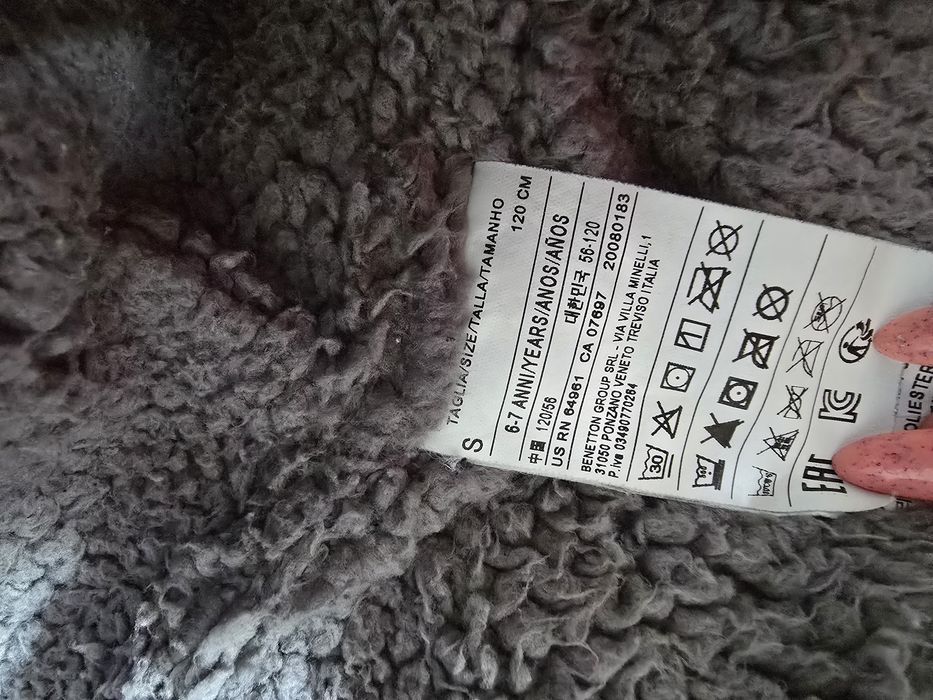 TAGLIA/SIZE/TALLA/TAMANHO
S 120 CM
6-7 ANNI/YEARS/ANOS/AÑOS
中国 120/56 대한민국 56-120
US RN 64961 CA 07697 20080183
BENETTON GROUP SRL - VIA VILLA MINELLI, 1
31050 PONZANO VENETO TREVISO ITALIA
P.iva 03490770264
30
EAC